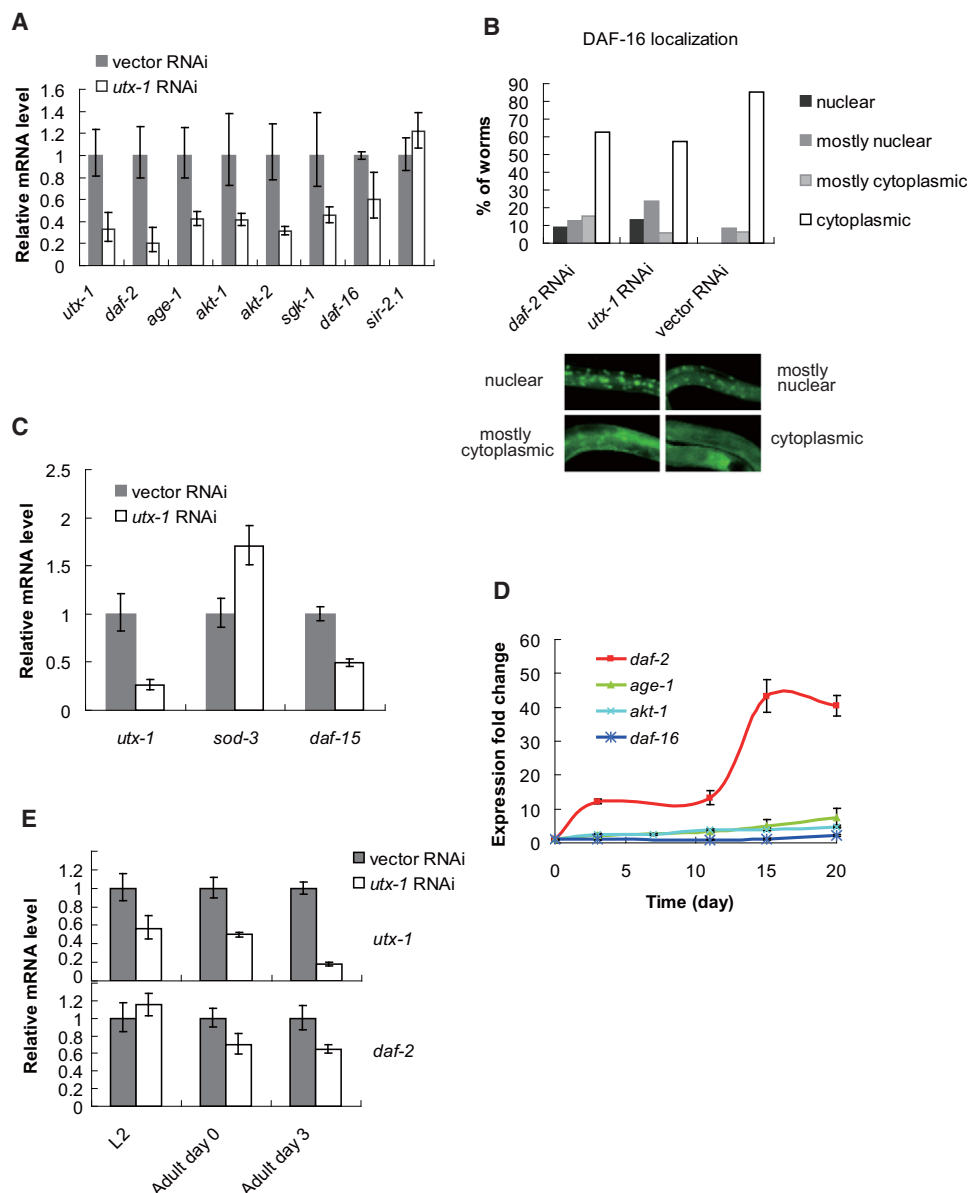 A
vector RNAi
utx-1 RNAi
Relative mRNA level
1.6
1.4
1.2
1
0.8
0.6
0.4
0.2
0
utx-1
daf-2
age-1
akt-1
akt-2
sgk-1
daf-16
sir-2.1
B
DAF-16 localization
% of worms
90
80
70
60
50
40
30
20
10
0
daf-2 RNAi
utx-1 RNAi
vector RNAi
nuclear
mostly nuclear
mostly cytoplasmic
cytoplasmic
nuclear
mostly
nuclear
mostly
cytoplasmic
cytoplasmic
C
vector RNAi
utx-1 RNAi
Relative mRNA level
2.5
2
1.5
1
0.5
0
utx-1
sod-3
daf-15
D
Expression fold change
60
50
40
30
20
10
0
daf-2
age-1
akt-1
daf-16
0
5
10
15
20
Time (day)
E
vector RNAi
utx-1 RNAi
Relative mRNA level
1.2
1
0.8
0.6
0.4
0.2
0
utx-1
1.2
1
0.8
0.6
0.4
0.2
0
daf-2
L2
Adult day 0
Adult day 3